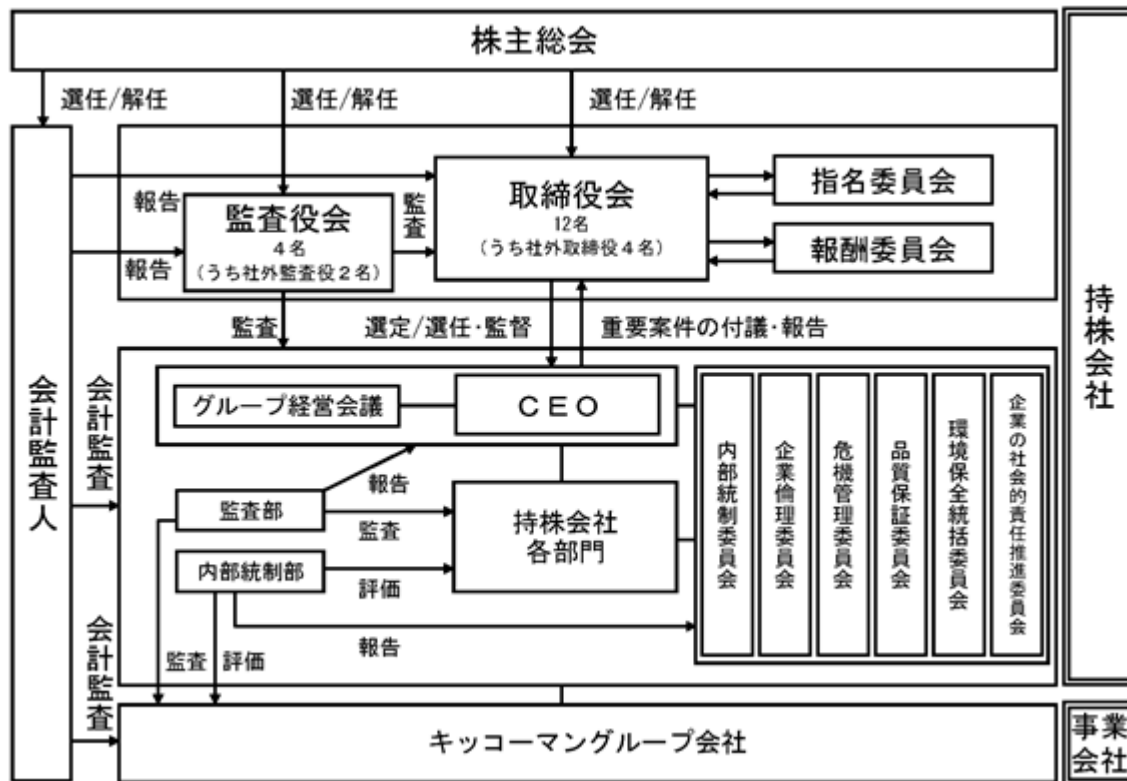 株主総会
選任/解任
選任/解任
選任/解任
報告
報告
監査役会
4名
(うち社外監査役2名)
監査
取締役会
12名
(うち社外取締役4名)
指名委員会
報酬委員会
監査
選定/選任・監督
重要案件の付議・報告
会計監査人
会計監査
会計監査
グループ経営会議
CEO
報告
監査部
監査
持株会社
各部門
内部統制部
評価
報告
監査
評価
内部統制委員会
企業倫理委員会
危機管理委員会
品質保証委員会
環境保全統括委員会
企業の社会的責任推進委員会
キッコーマングループ会社
持株会社
事業
会社